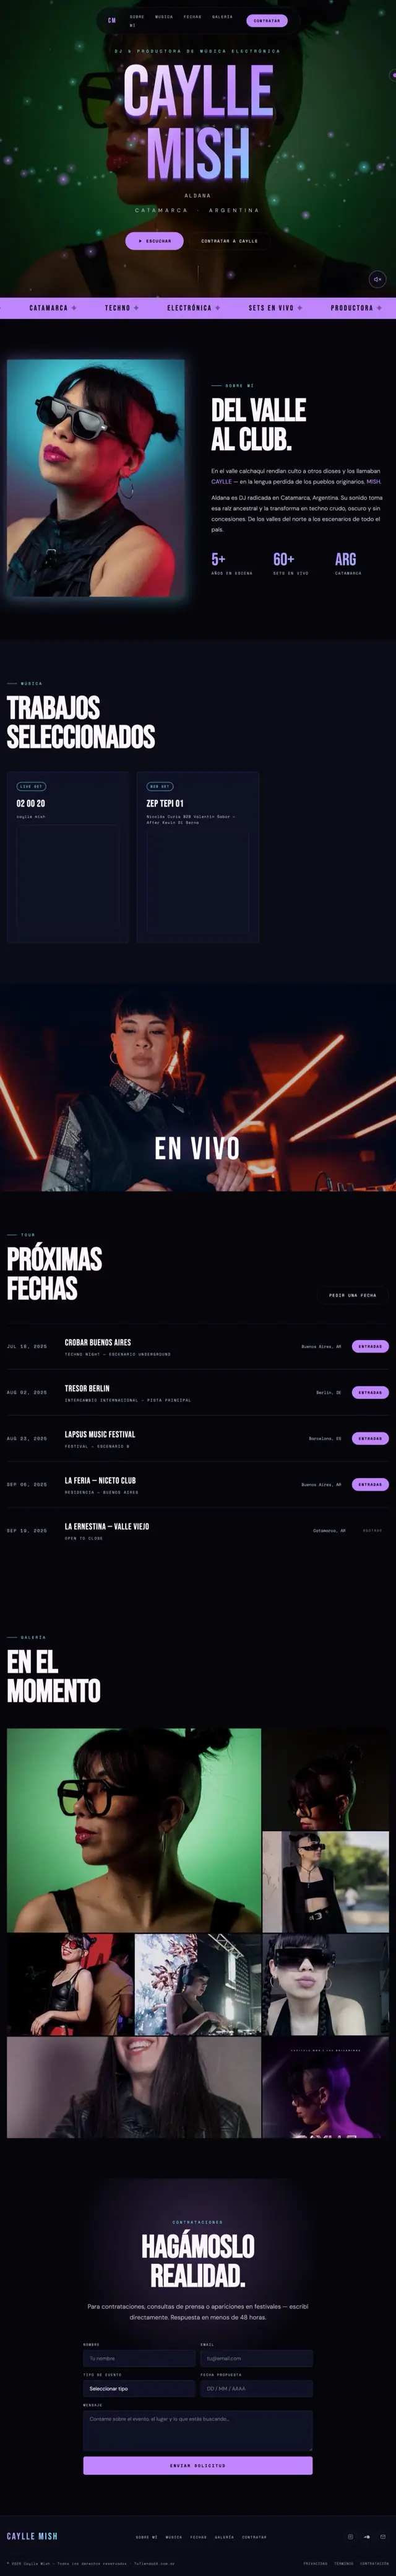 CM
SOBRE MÍ
MÚSICA
FECHAS
GALERÍA
CONTRATAR
DJ & PRODUCTORA DE MÚSICA ELECTRÓNICA
CAYLLE
MISH
ALDANA
CATAMARCA · ARGENTINA
ESCUCHAR
CONTRATAR A CAYLLE
CATAMARCA
TECHNO
ELECTRÓNICA
SETS EN VIVO
PRODUCTORA
SOBRE MÍ
DEL VALLE
AL CLUB.
En el valle calchaquí rendían culto a otros dioses y los llamaban
CAYLLE — en la lengua perdida de los pueblos originarios. MISH.
Aldana es DJ radicada en Catamarca, Argentina. Su sonido toma
esa raíz ancestral y la transforma en techno crudo, oscuro y sin
concesiones. De los valles del norte a los escenarios de todo el
país.
5+
AÑOS EN ESCENA
60+
SETS EN VIVO
ARG
CATAMARCA
MÚSICA
TRABAJOS
SELECCIONADOS
LIVE SET
02 00 20
caylle mish
B2B SET
ZEP TEPI 01
EN VIVO
TOUR
PRÓXIMAS
FECHAS
PEDIR UNA FECHA
JUL 18, 2025
CROBAR BUENOS AIRES
TECHNO NIGHT — ESCENARIO UNDERGROUND
Buenos Aires, AR
ENTRADAS
AUG 02, 2025
TRESOR BERLIN
INTERCAMBIO INTERNACIONAL — PISTA PRINCIPAL
Berlin, DE
ENTRADAS
AUG 23, 2025
LAPSUS MUSIC FESTIVAL
FESTIVAL — ESCENARIO B
Barcelona, ES
ENTRADAS
SEP 06, 2025
LA FERIA — NICETO CLUB
RESIDENCIA — BUENOS AIRES
Buenos Aires, AR
ENTRADAS
SEP 19, 2025
LA ERNESTINA — VALLE VIEJO
OPEN TO CLOSE
Catamarca, AR
AGOTADO
GALERÍA
EN EL
MOMENTO
CONTRATACIONES
HAGÁMOSLO
REALIDAD.
Para contrataciones, consultas de prensa o apariciones en festivales — escribí
directamente. Respuesta en menos de 48 horas.
NOMBRE
EMAIL
Tu nombre
tu@email.com
TIPO DE EVENTO
FECHA PROPUESTA
Seleccionar tipo
DD / MM / AAAA
MENSAJE
Contame sobre el evento, el lugar y lo que estás buscando...
ENVIAR SOLICITUD
CAYLLE MISH
SOBRE MÍ
MÚSICA
FECHAS
GALERÍA
CONTRATAR
© 2025 Caylle Mish — Todos los derechos reservados —
PRIVACIDAD
TÉRMINOS
CONTRATACIÓN